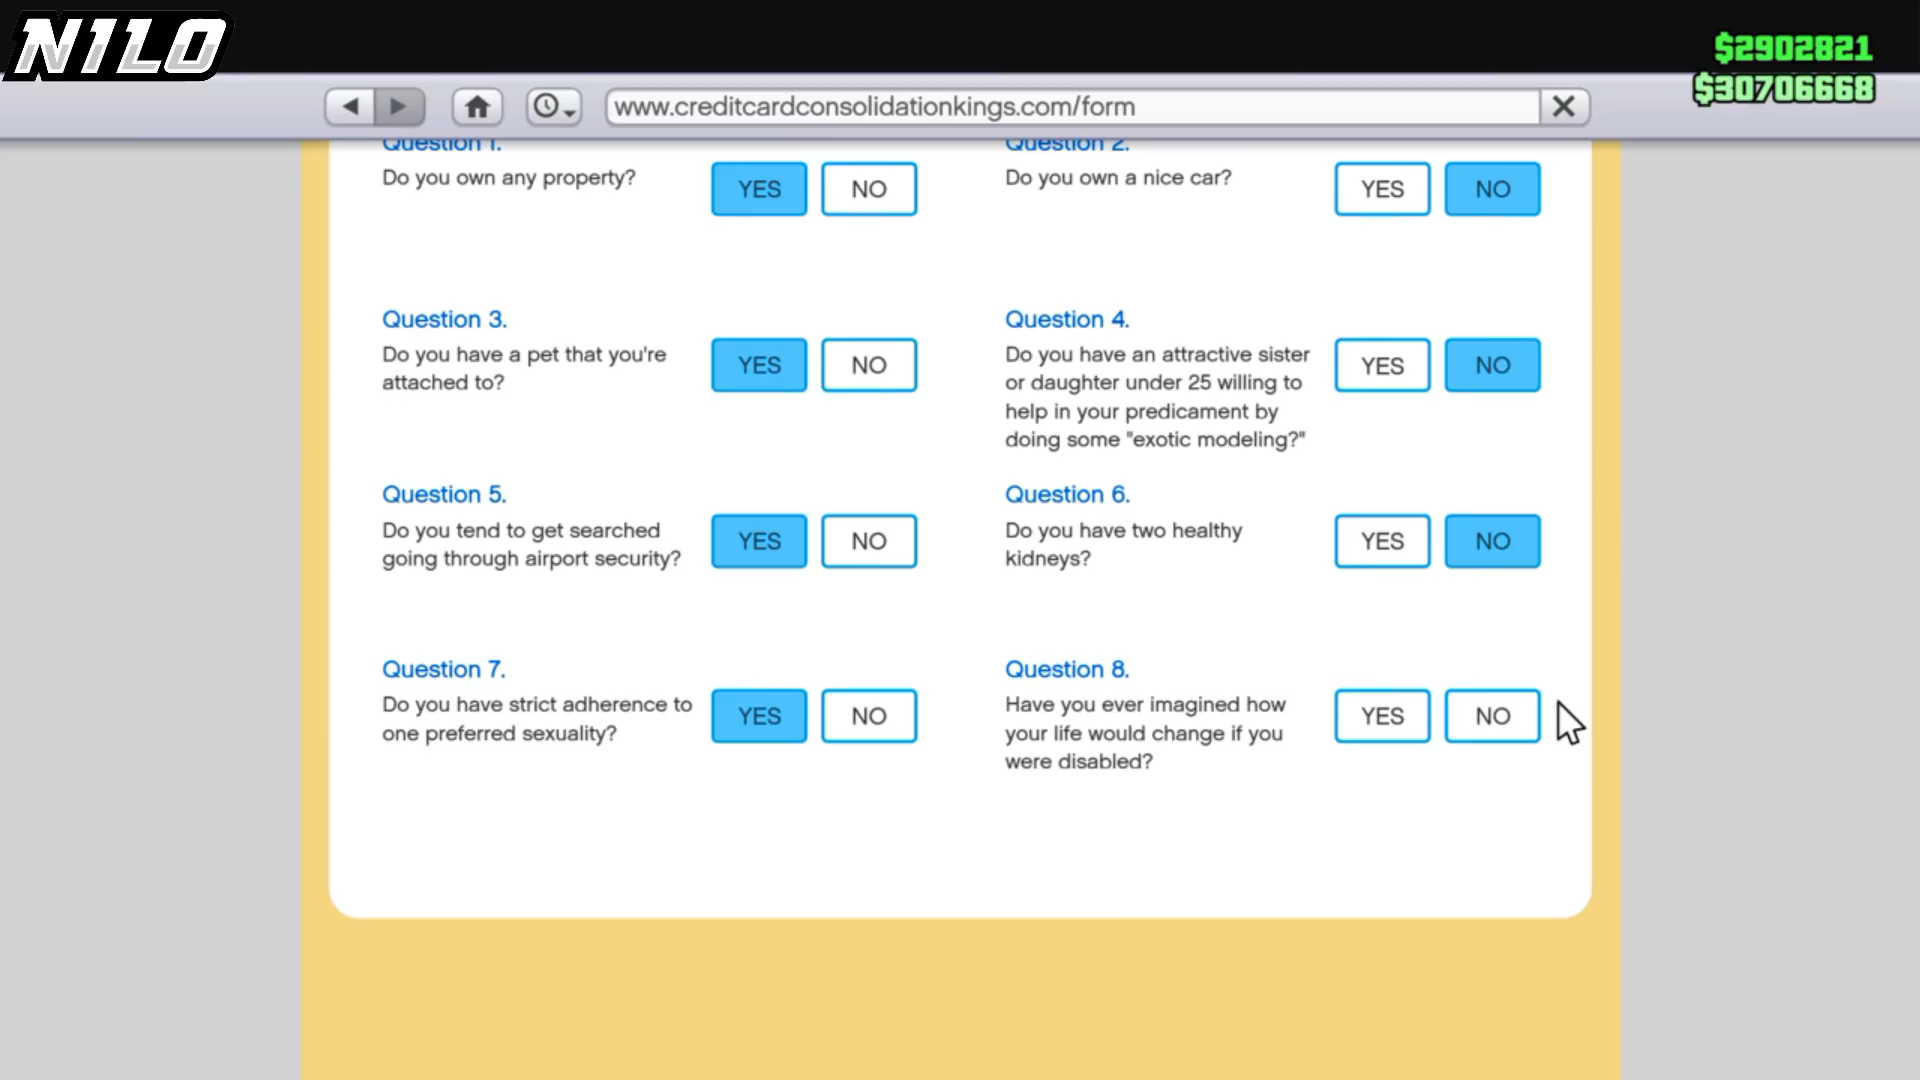 N1LO
$2902821
$30706668
www.creditcardconsolidationkings.com/form
Question 1.
Do you own any property?
YES NO
Question 2.
Do you own a nice car?
YES NO
Question 3.
Do you have a pet that you're
attached to?
YES NO
Question 4.
Do you have an attractive sister
or daughter under 25 willing to
help in your predicament by
doing some "exotic modeling?"
YES NO
Question 5.
Do you tend to get searched
going through airport security?
YES NO
Question 6.
Do you have two healthy
kidneys?
YES NO
Question 7.
Do you have strict adherence to
one preferred sexuality?
YES NO
Question 8.
Have you ever imagined how
your life would change if you
were disabled?
YES NO